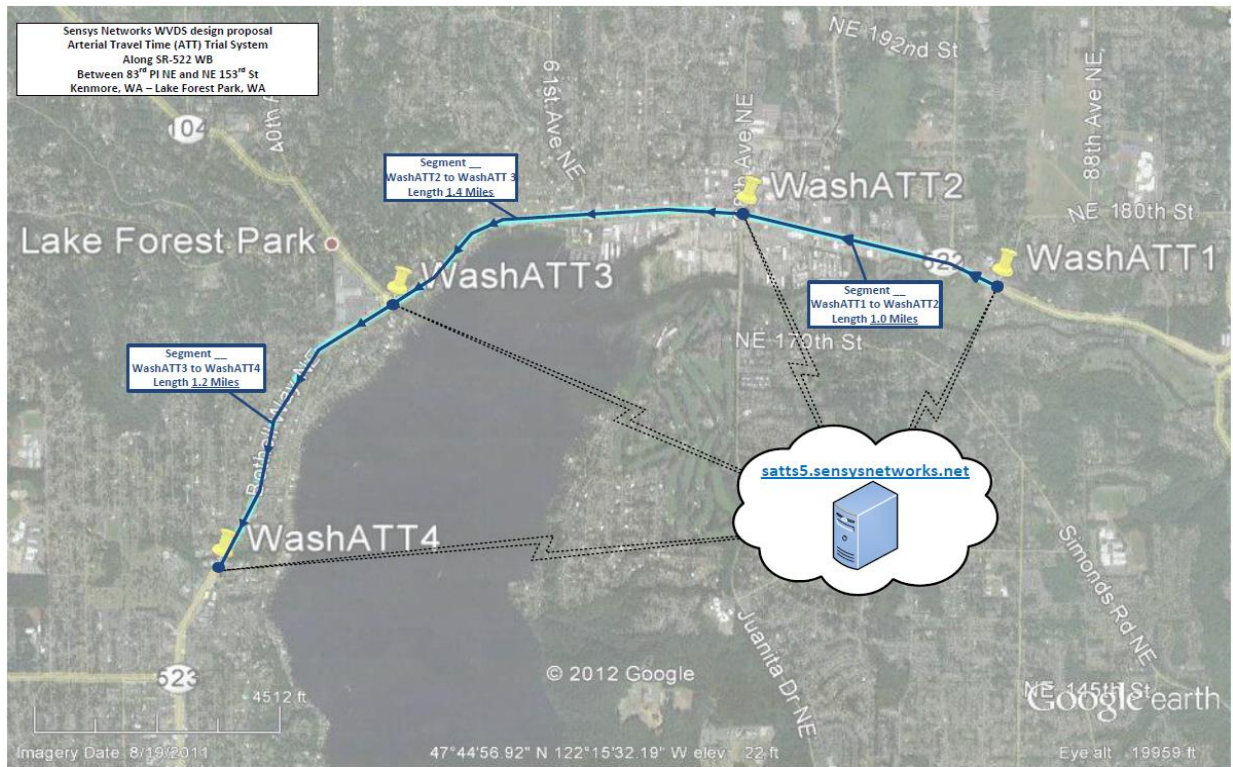 Sensys Networks WVDS design proposal
Arterial Travel Time (ATT) Trial System
Along SR-522 WB
Between 83rd Pl NE and NE 153rd St
Kenmore, WA – Lake Forest Park, WA
NE 192nd St
104
40th A
61st Ave NE
8th Ave NE
88th Ave NE,
Segment __
WashATT2 to WashATT 3
Length 1.4 Miles
WashATT2
NE 180th St
Lake Forest Park
WashATT3
522
WashATT1
Segment __
WashATT1 to WashATT2
Length 1.0 Miles
NE 170th St
Segment __
WashATT3 to WashATT4
Length 1.2 Miles
Bothell Way NE
satts5.sensysnetworks.net
WashATT4
Simonds Rd NE
Juanita Dr NE
© 2012 Google
523
4512 ft
NE 145th St
Google earth
Imagery Date 8/19/2011
47°44'56.92" N 122°15'32.19" W elev 22 ft
Eye alt 19959 ft